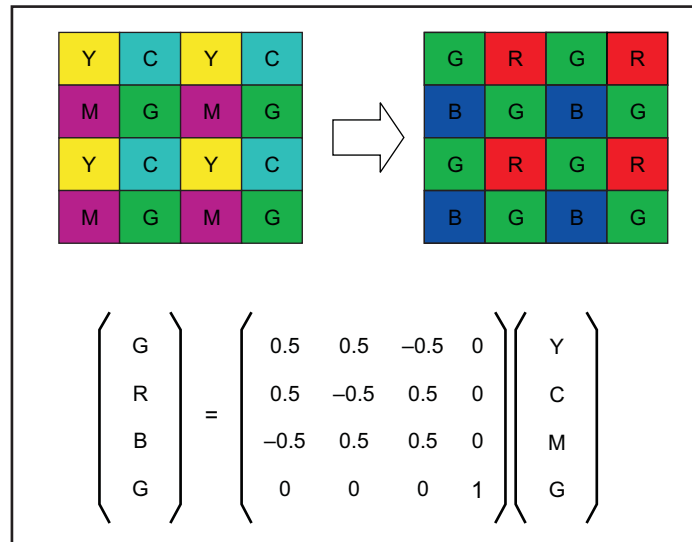 Y C Y C
M G M G
Y C Y C
M G M G
G R G R
B G B G
G R G R
B G B G
G
R
B
G
=
0.5 0.5 –0.5 0
0.5 –0.5 0.5 0
–0.5 0.5 0.5 0
0 0 0 1
Y
C
M
G